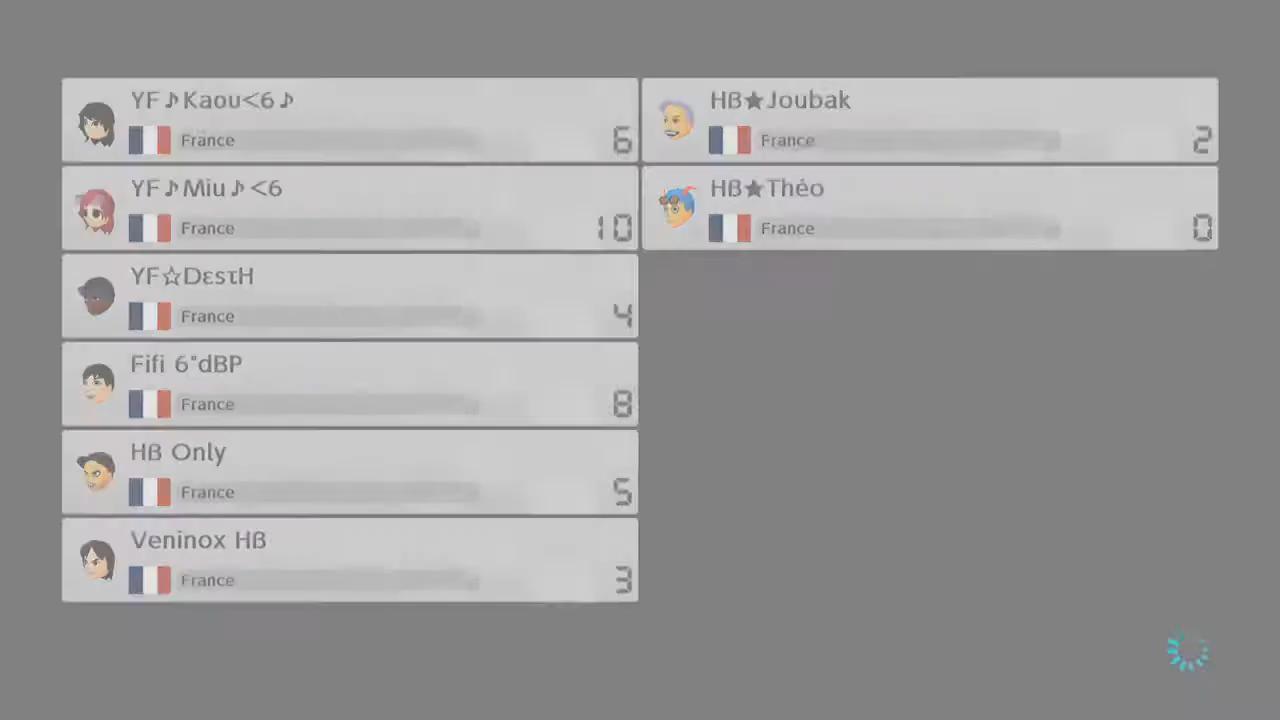 YF♪Kaou<6♪
France
6
YF♪Miu♪<6
France
10
YF☆DεsτH
France
4
Fifi 6"dBP
France
8
Hß Only
France
5
Veninox Hß
France
3
Hß★Joubak
France
2
Hß★Théo
France
0